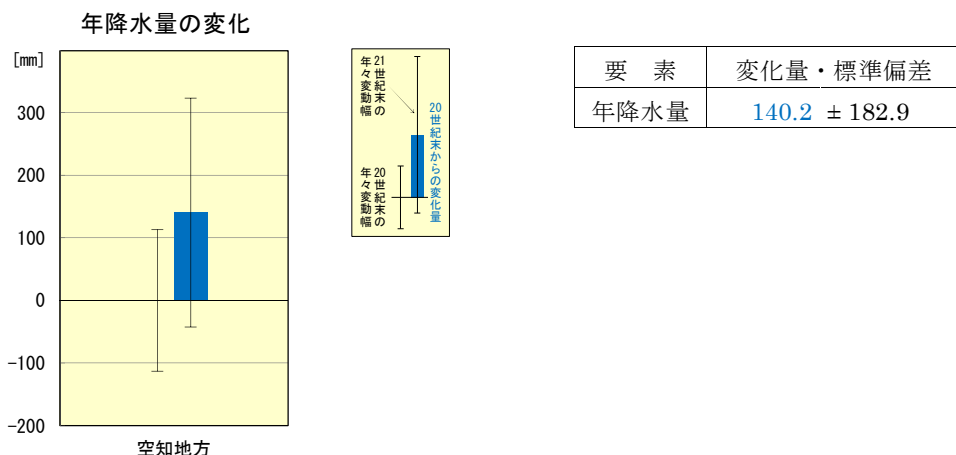 年降水量の変化
[mm]
300
200
100
0
-100
-200
空知地方
21世紀末の
年々変動幅
20世紀末からの変化量
20世紀末の
年々変動幅
要 素 変化量・標準偏差
年降水量 140.2 ± 182.9